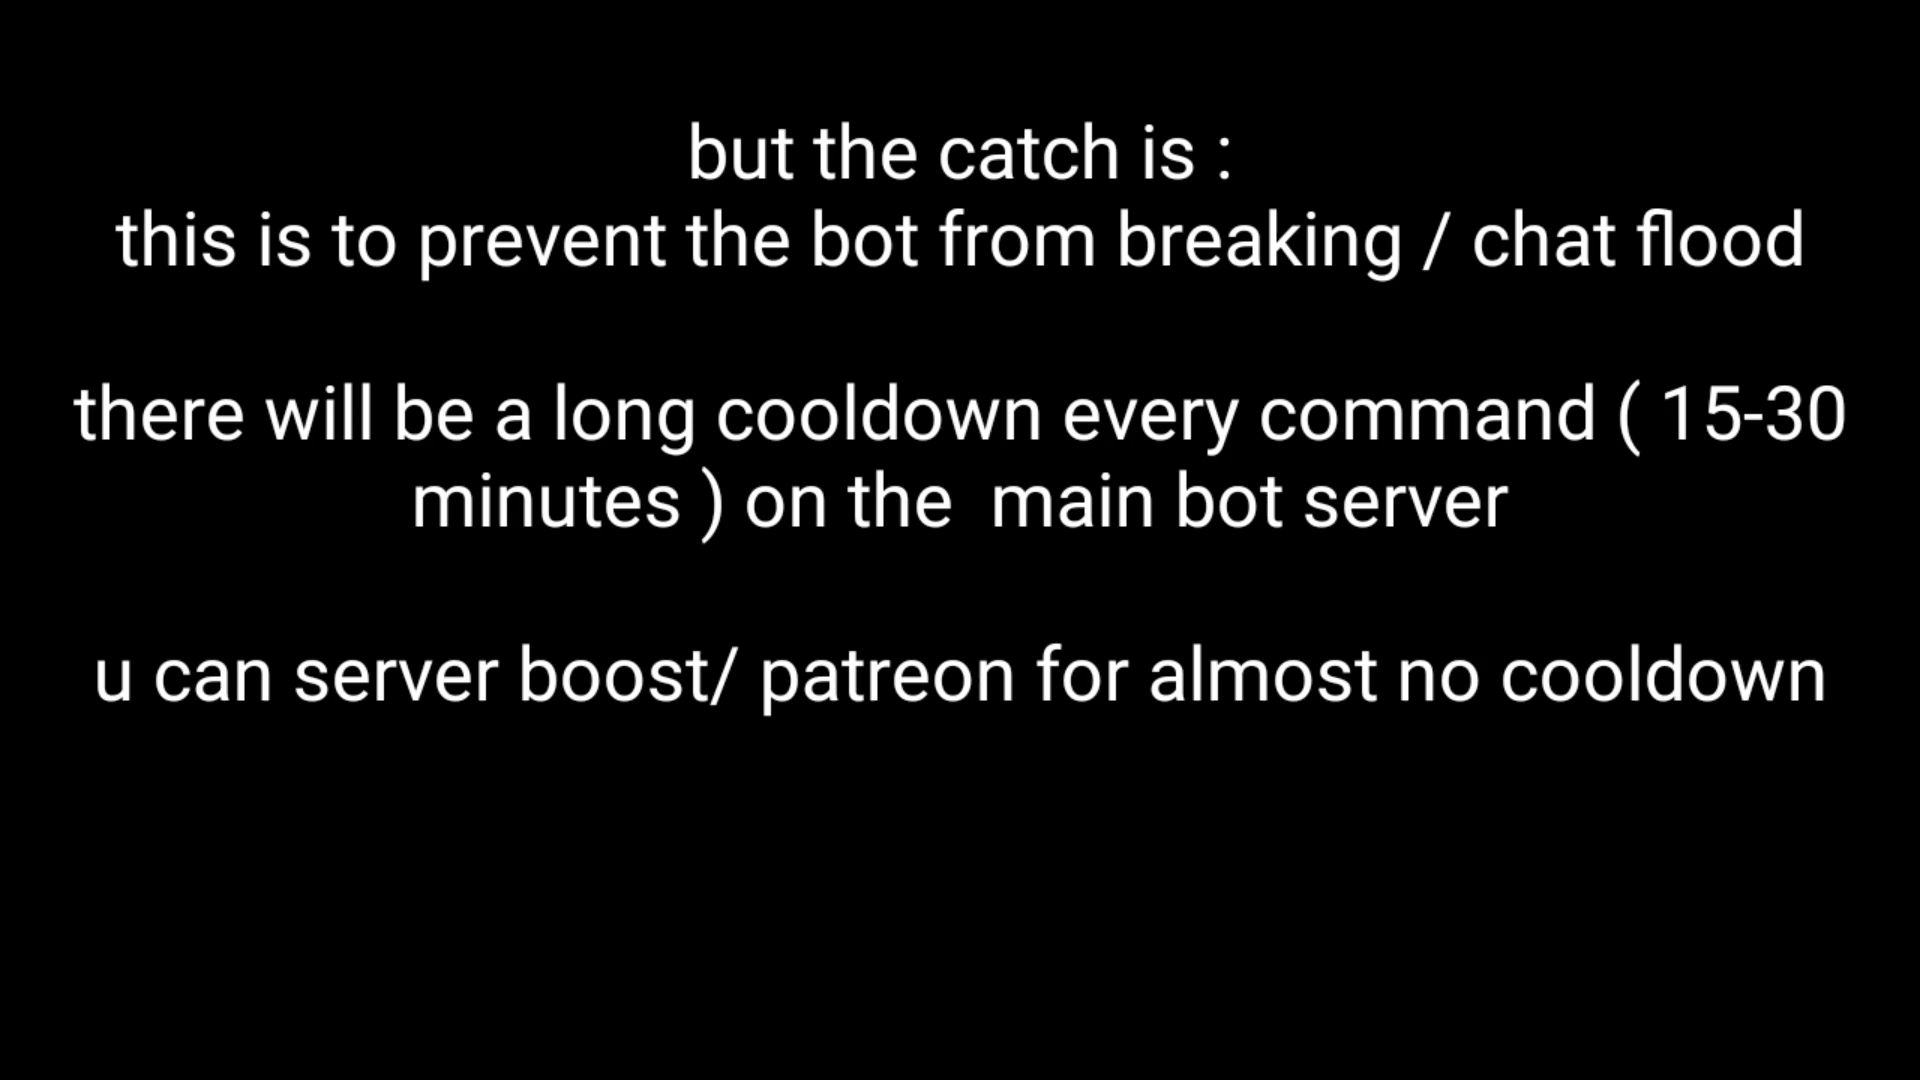 but the catch is :
this is to prevent the bot from breaking / chat flood
there will be a long cooldown every command ( 15-30
minutes ) on the  main bot server
u can server boost/ patreon for almost no cooldown